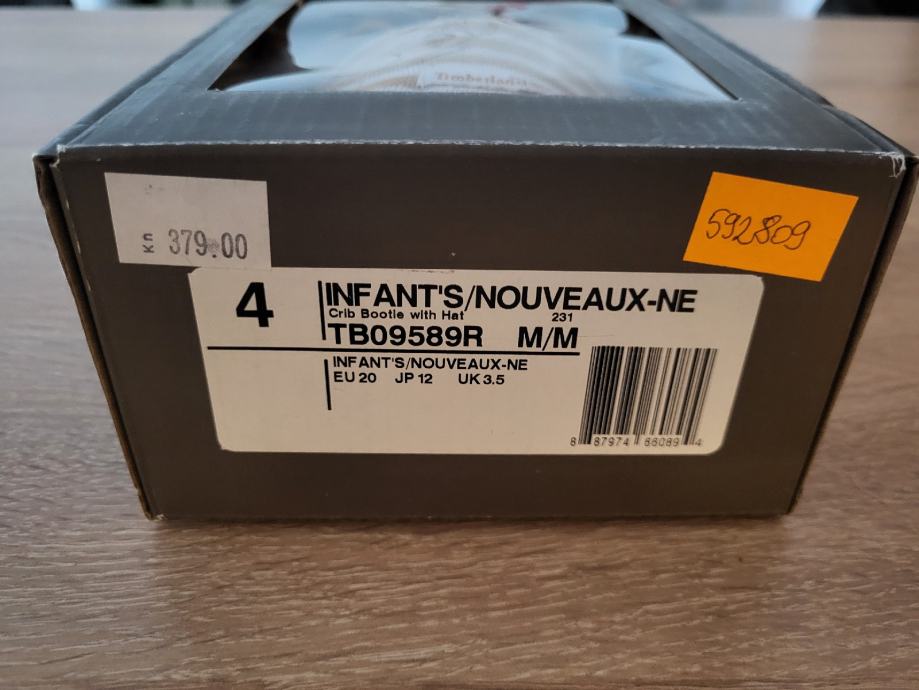 Timberland
Kn 379.00
592809
4
INFANT'S/NOUVEAUX-NE
Crib Bootie with Hat 231
TB09589R M/M
INFANT'S/NOUVEAUX-NE
EU 20 JP 12 UK 3.5
8 87974 86089 4